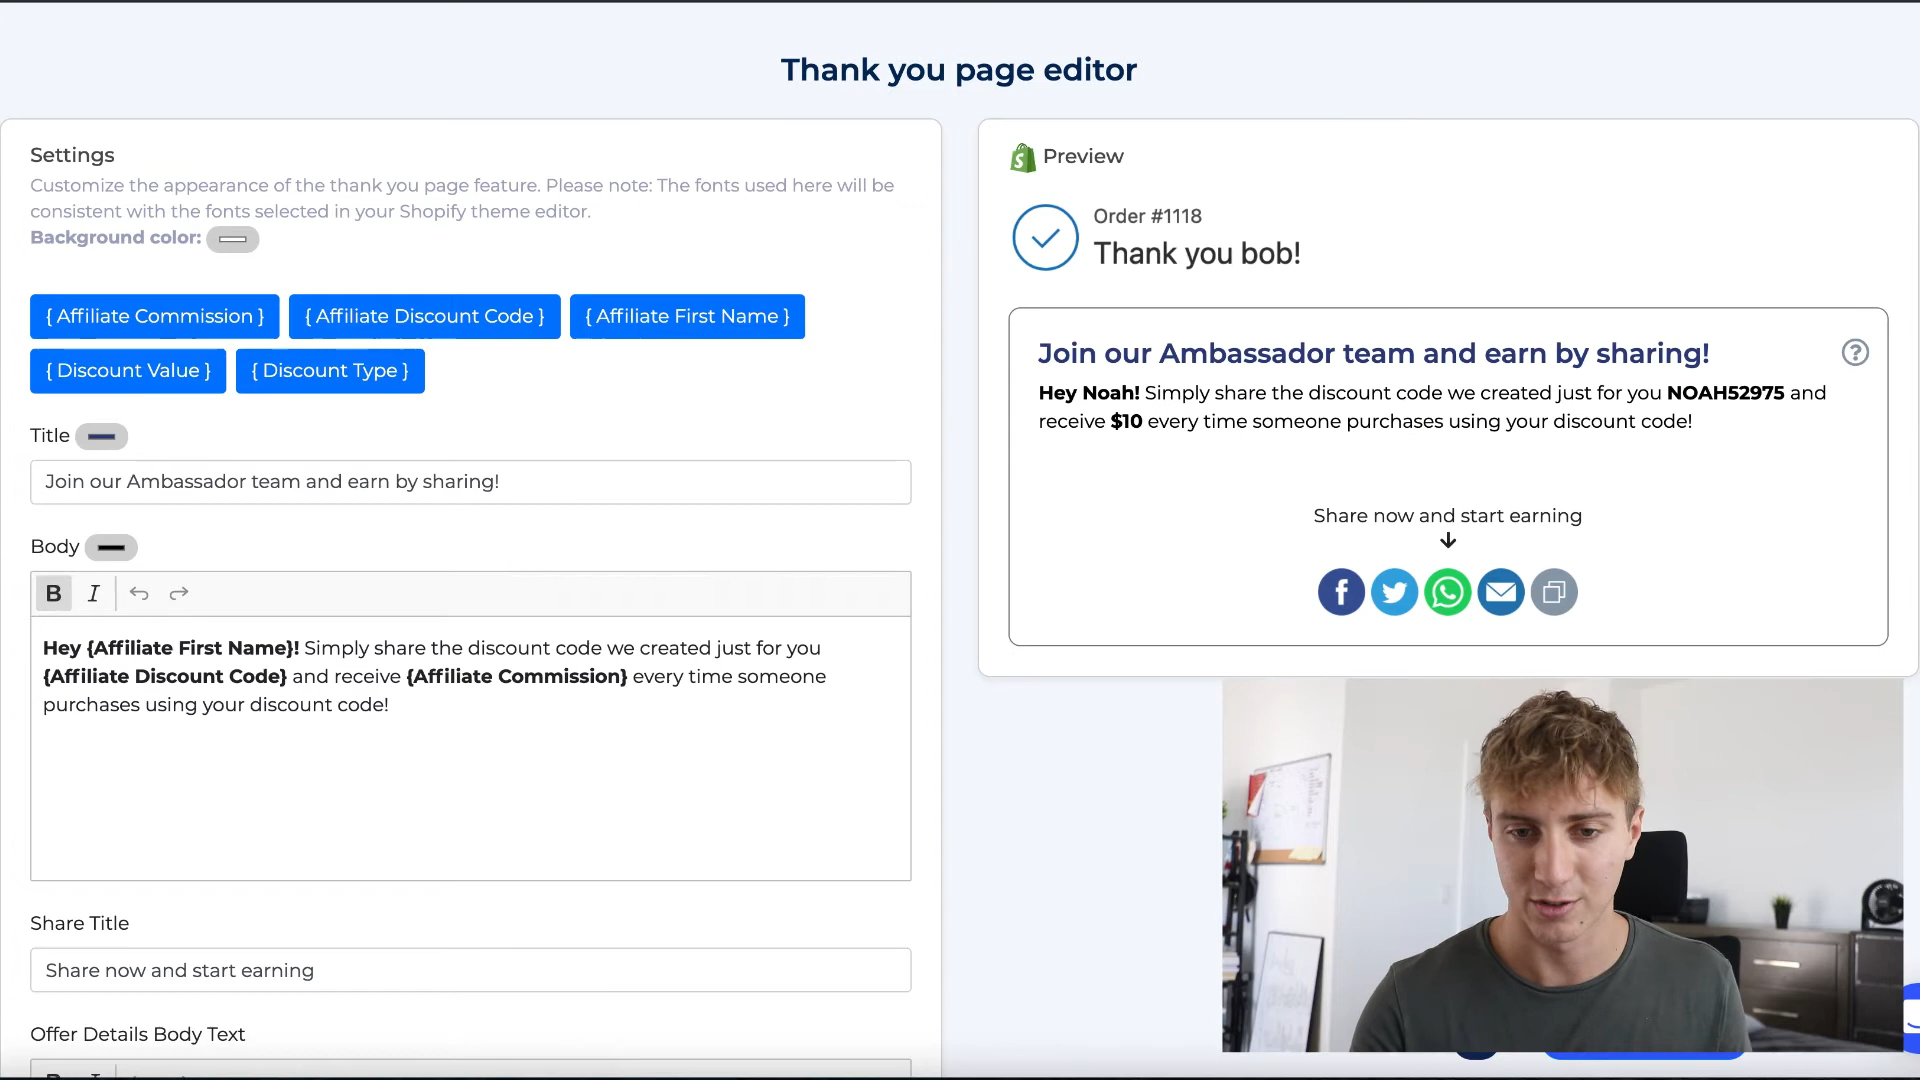 Thank you page editor
Settings
Customize the appearance of the thank you page feature. Please note: The fonts used here will be
consistent with the fonts selected in your Shopify theme editor.
Background color:
{ Affiliate Commission } { Affiliate Discount Code } { Affiliate First Name }
{ Discount Value } { Discount Type }
Title
Join our Ambassador team and earn by sharing!
Body
B I
Hey {Affiliate First Name}! Simply share the discount code we created just for you
{Affiliate Discount Code} and receive {Affiliate Commission} every time someone
purchases using your discount code!
Share Title
Share now and start earning
Offer Details Body Text
Preview
Order #1118
Thank you bob!
Join our Ambassador team and earn by sharing!
Hey Noah! Simply share the discount code we created just for you NOAH52975 and
receive $10 every time someone purchases using your discount code!
Share now and start earning